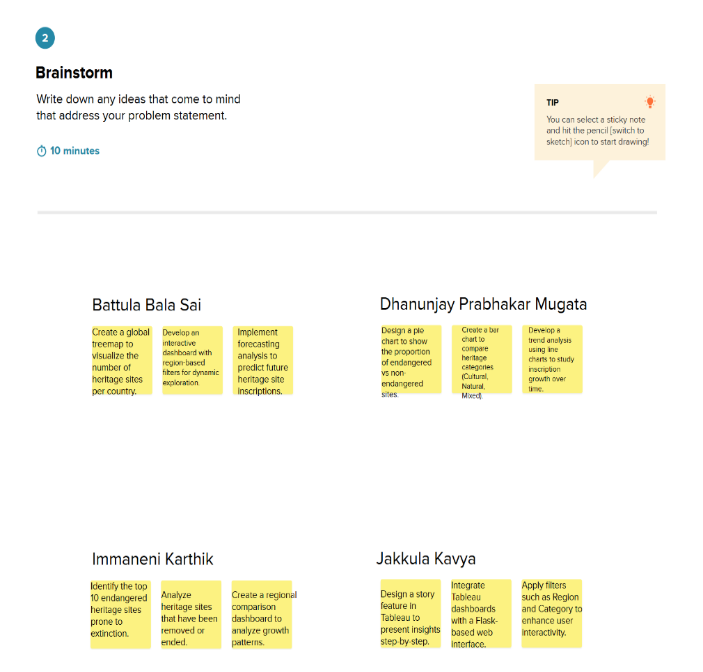 2
Brainstorm
Write down any ideas that come to mind
that address your problem statement.
10 minutes
TIP
You can select a sticky note
and hit the pencil [switch to
sketch] icon to start drawing!
Battula Bala Sai
Create a global
treemap to
visualize the
number of
heritage sites
per country.
Develop an
interactive
dashboard with
region-based
filters for dynamic
exploration.
Implement
forecasting
analysis to
predict future
heritage site
inscriptions.
Dhanunjay Prabhakar Mugata
Design a pie
chart to show
the proportion
of endangered
vs non-
endangered
sites.
Create a bar
chart to
compare
heritage
categories
(Cultural,
Natural,
Mixed).
Develop a
trend analysis
using line
charts to study
inscription
growth over
time.
Immaneni Karthik
Identify the top
10 endangered
heritage sites
prone to
extinction.
Analyze
heritage sites
that have been
removed or
ended.
Create a regional
comparison
dashboard to
analyze growth
patterns.
Jakkula Kavya
Design a story
feature in
Tableau to
present insights
step-by-step.
Integrate
Tableau
dashboards
with a Flask-
based web
interface.
Apply filters
such as Region
and Category to
enhance user
interactivity.